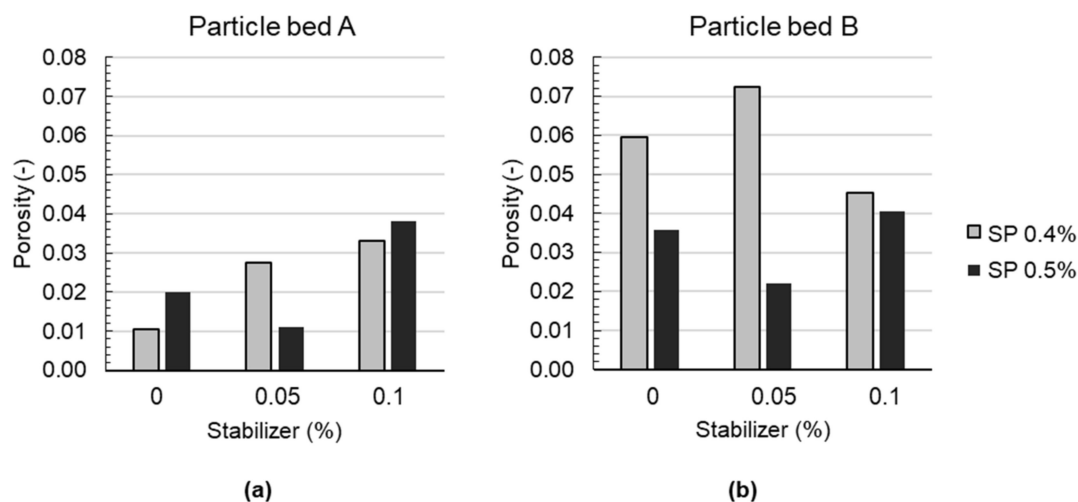 Particle bed A
0.08
0.07
0.06
0.05
0.04
0.03
0.02
0.01
0.00
Porosity (-)
0 0.05 0.1
Stabilizer (%)
(a)
Particle bed B
0.08
0.07
0.06
0.05
0.04
0.03
0.02
0.01
0.00
Porosity (-)
0 0.05 0.1
Stabilizer (%)
(b)
SP 0.4%
SP 0.5%